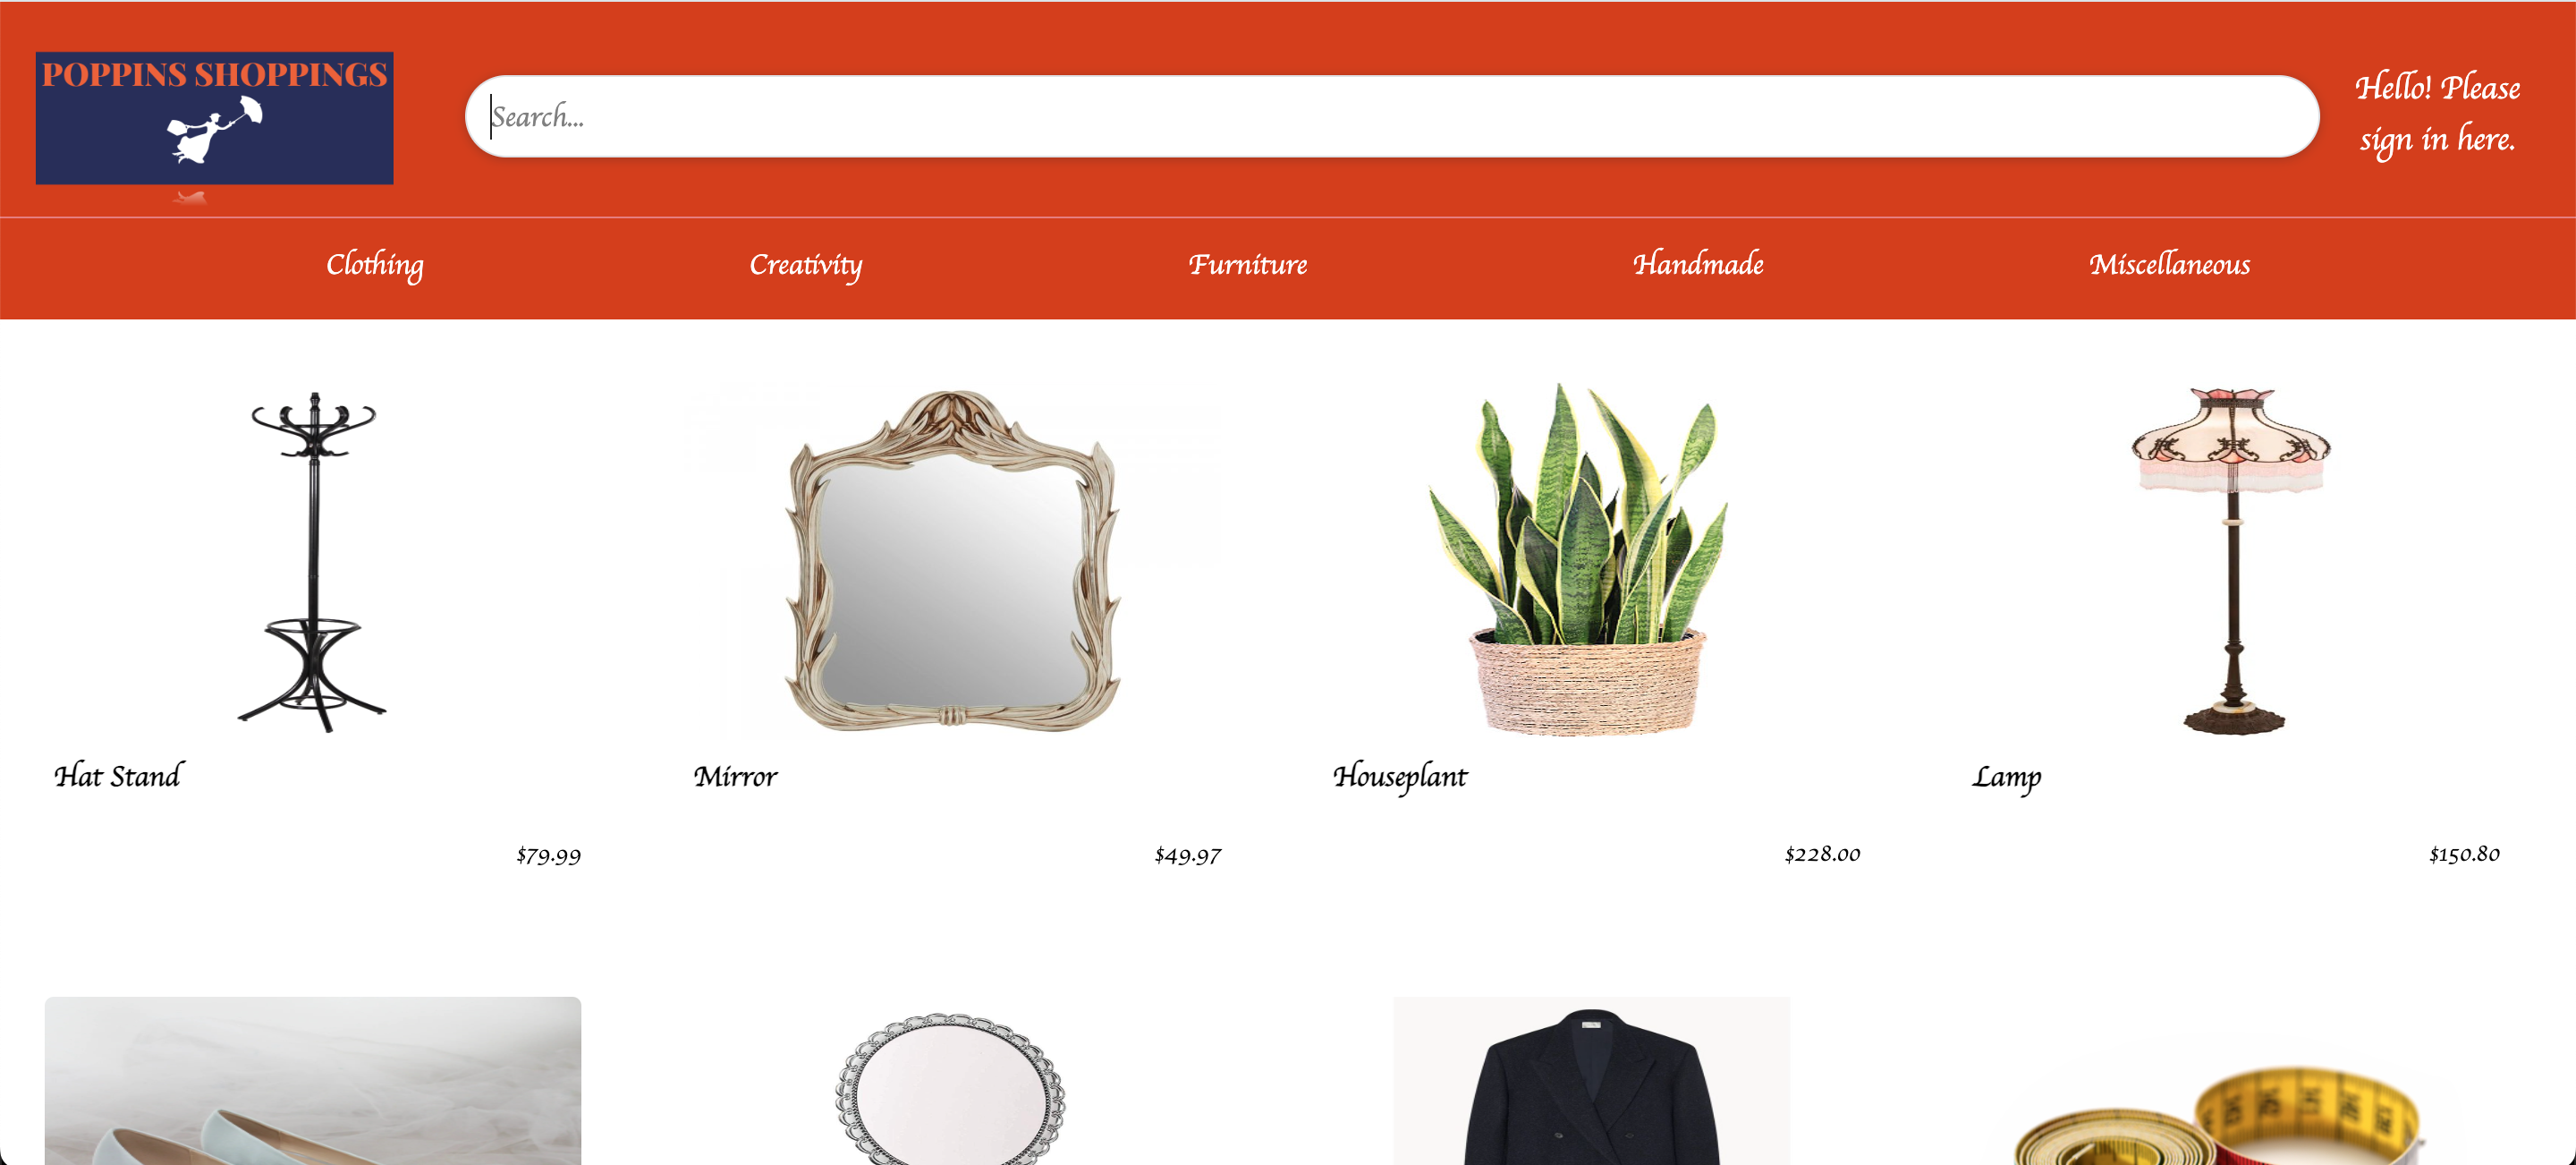 POPPINS SHOPPINGS
Search...
Hello! Please
sign in here.
Clothing
Creativity
Furniture
Handmade
Miscellaneous
Hat Stand
Mirror
Houseplant
Lamp
$79.99
$49.97
$228.00
$150.80